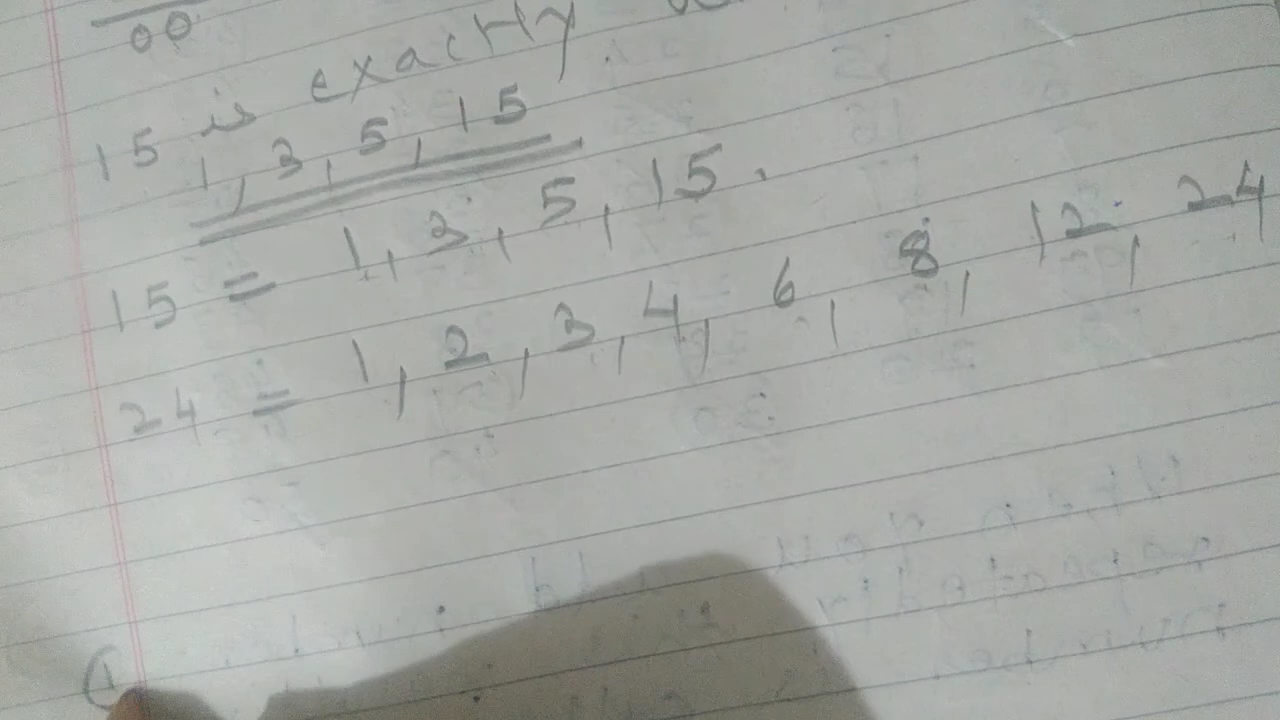 00
15 is exactly
1, 3, 5, 15
15 = 1, 3, 5, 15.
24 = 1, 2, 3, 4, 6, 8, 12, 24